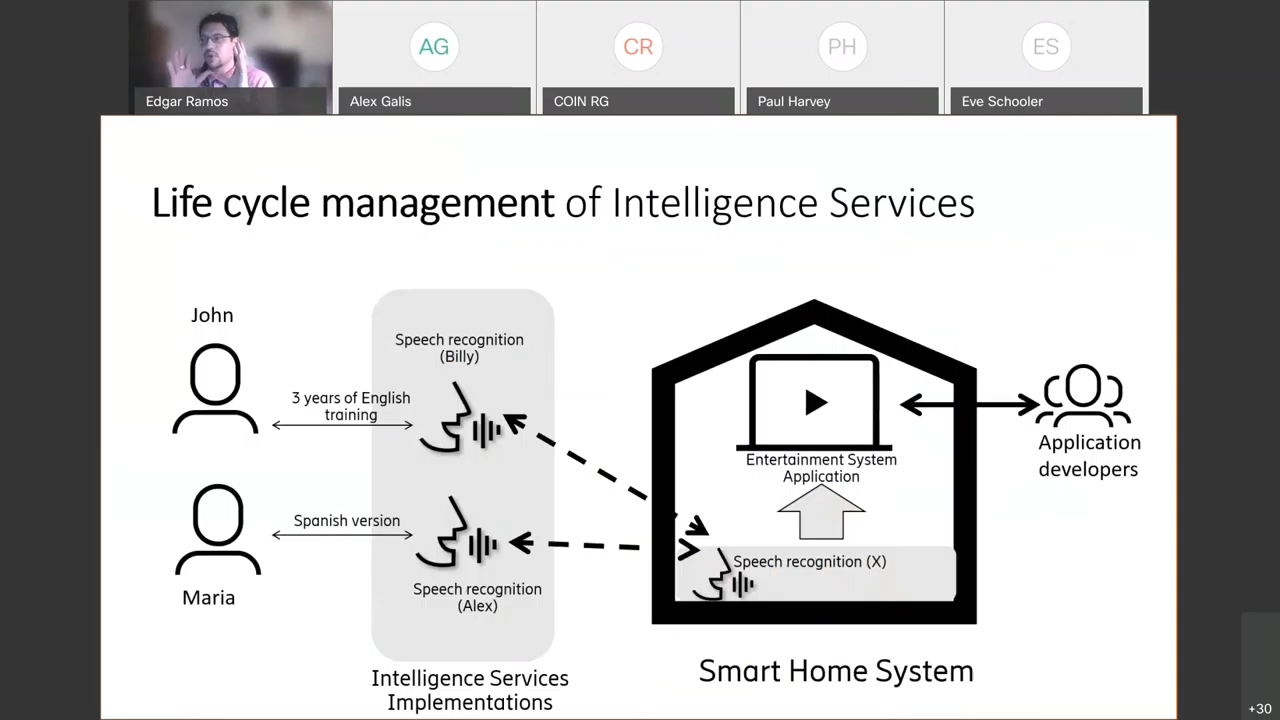 AG
CR
PH
ES
Edgar Ramos
Alex Galis
COIN RG
Paul Harvey
Eve Schooler
Life cycle management of Intelligence Services
John
3 years of English
training
Speech recognition
(Billy)
Maria
Spanish version
Speech recognition
(Alex)
Intelligence Services
Implementations
Entertainment System
Application
Speech recognition (X)
Smart Home System
Application
developers
+30